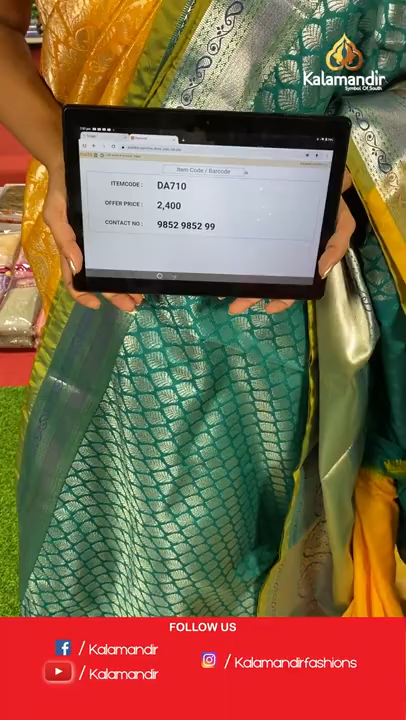 Kalamandir
Symbol Of South
Item Code / Barcode
ITEMCODE : DA710
OFFER PRICE : 2,400
CONTACT NO : 9852 9852 99
FOLLOW US
/ Kalamandir
/ Kalamandirfashions
/ Kalamandir